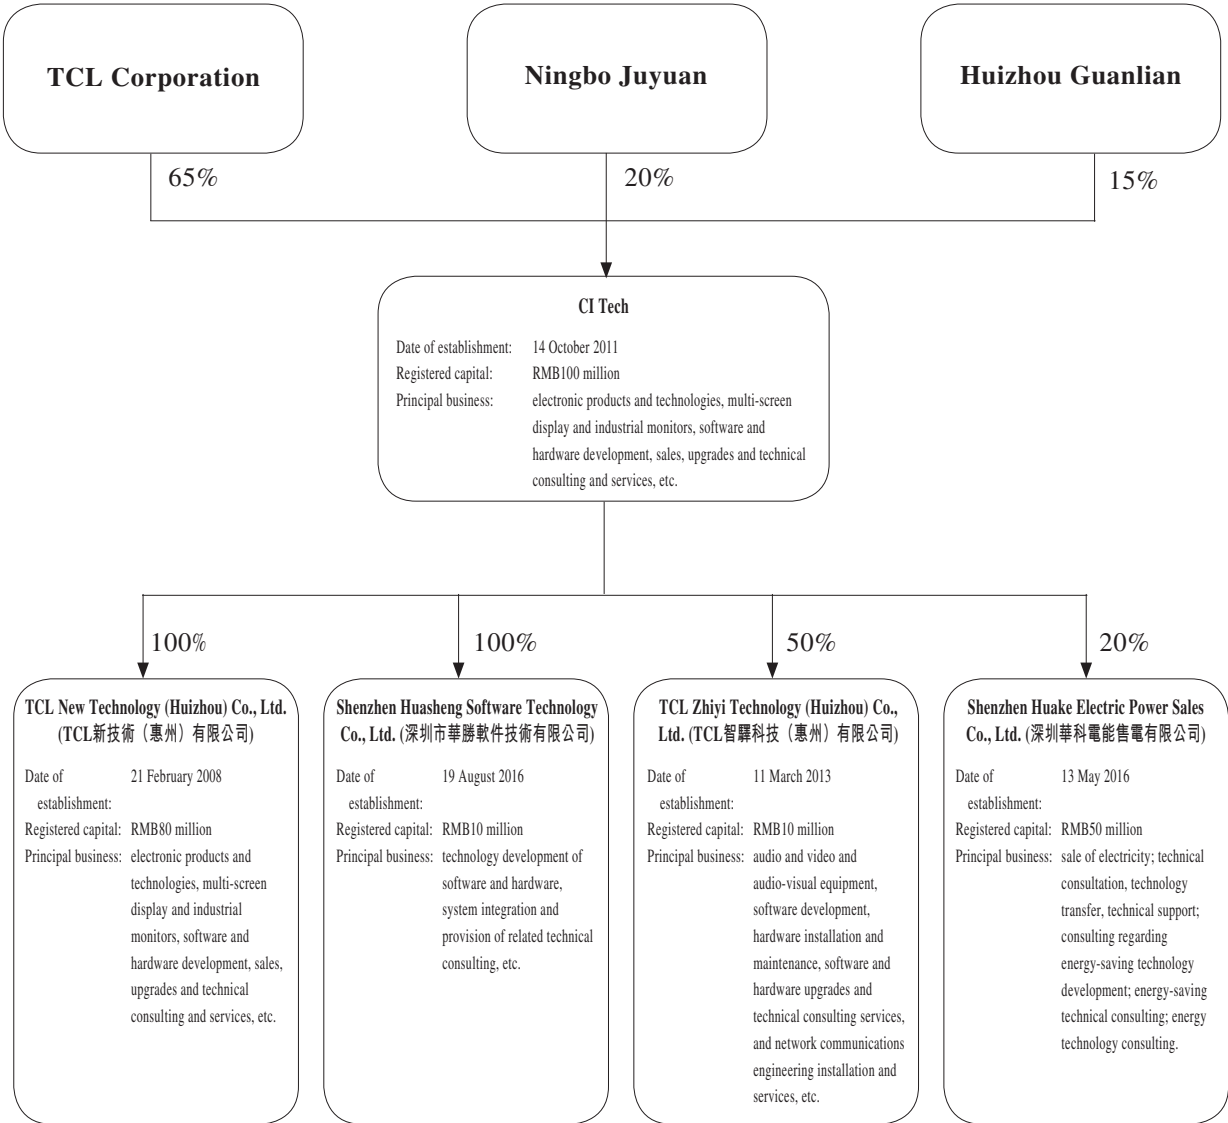 TCL Corporation
Ningbo Juyuan
Huizhou Guanlian
65%
20%
15%
CI Tech
Date of establishment: 14 October 2011
Registered capital: RMB100 million
Principal business: electronic products and technologies, multi-screen
display and industrial monitors, software and
hardware development, sales, upgrades and technical
consulting and services, etc.
100%
100%
50%
20%
TCL New Technology (Huizhou) Co., Ltd.
(TCL新技術（惠州）有限公司)
Date of 21 February 2008
establishment:
Registered capital: RMB80 million
Principal business: electronic products and
technologies, multi-screen
display and industrial
monitors, software and
hardware development, sales,
upgrades and technical
consulting and services, etc.
Shenzhen Huasheng Software Technology
Co., Ltd. (深圳市華勝軟件技術有限公司)
Date of 19 August 2016
establishment:
Registered capital: RMB10 million
Principal business: technology development of
software and hardware,
system integration and
provision of related technical
consulting, etc.
TCL Zhiyi Technology (Huizhou) Co.,
Ltd. (TCL智驛科技（惠州）有限公司)
Date of 11 March 2013
establishment:
Registered capital: RMB10 million
Principal business: audio and video and
audio-visual equipment,
software development,
hardware installation and
maintenance, software and
hardware upgrades and
technical consulting services,
and network communications
engineering installation and
services, etc.
Shenzhen Huake Electric Power Sales
Co., Ltd. (深圳華科電能售電有限公司)
Date of 13 May 2016
establishment:
Registered capital: RMB50 million
Principal business: sale of electricity; technical
consultation, technology
transfer, technical support;
consulting regarding
energy-saving technology
development; energy-saving
technical consulting; energy
technology consulting.